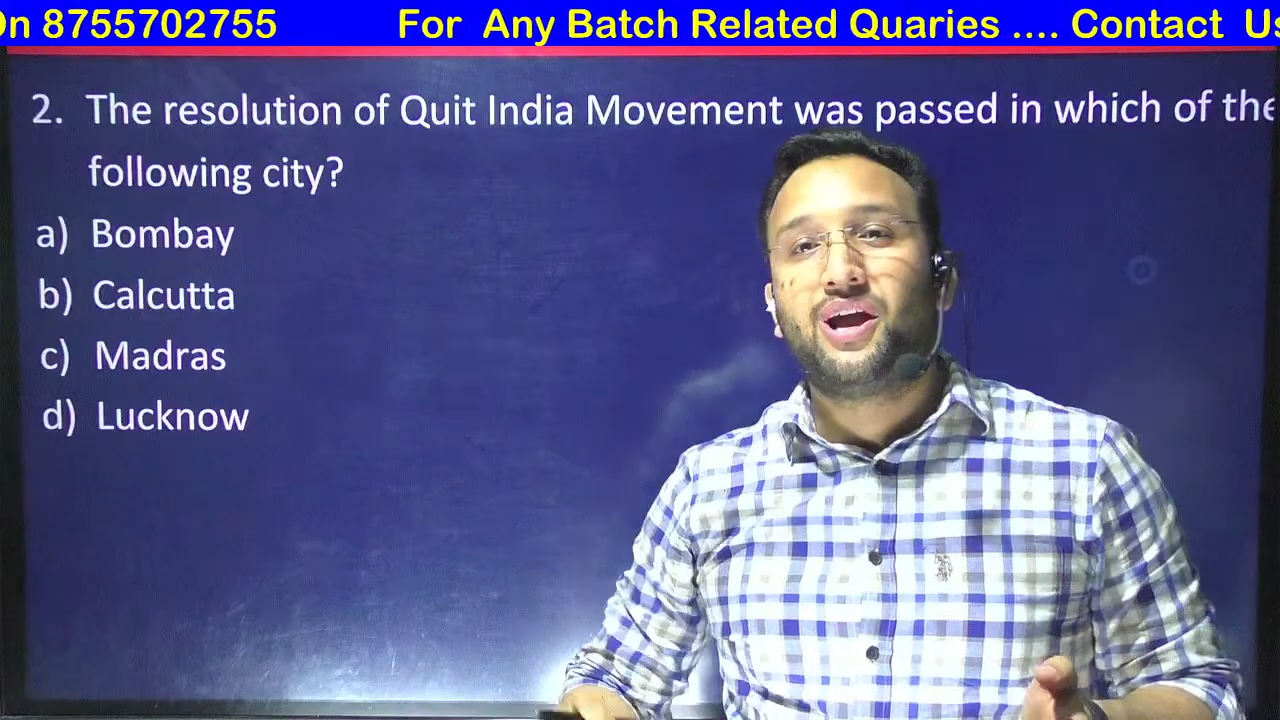 On 8755702755 For Any Batch Related Quaries .... Contact Us
2. The resolution of Quit India Movement was passed in which of the
following city?
a) Bombay
b) Calcutta
c) Madras
d) Lucknow